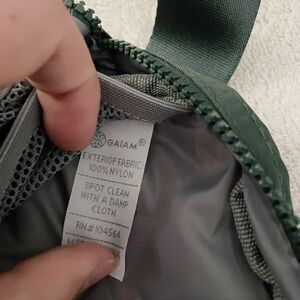 GAIAM
EXTERIOR FABRIC:
100% NYLON
SPOT CLEAN
WITH A DAMP
CLOTH
RN# 104564